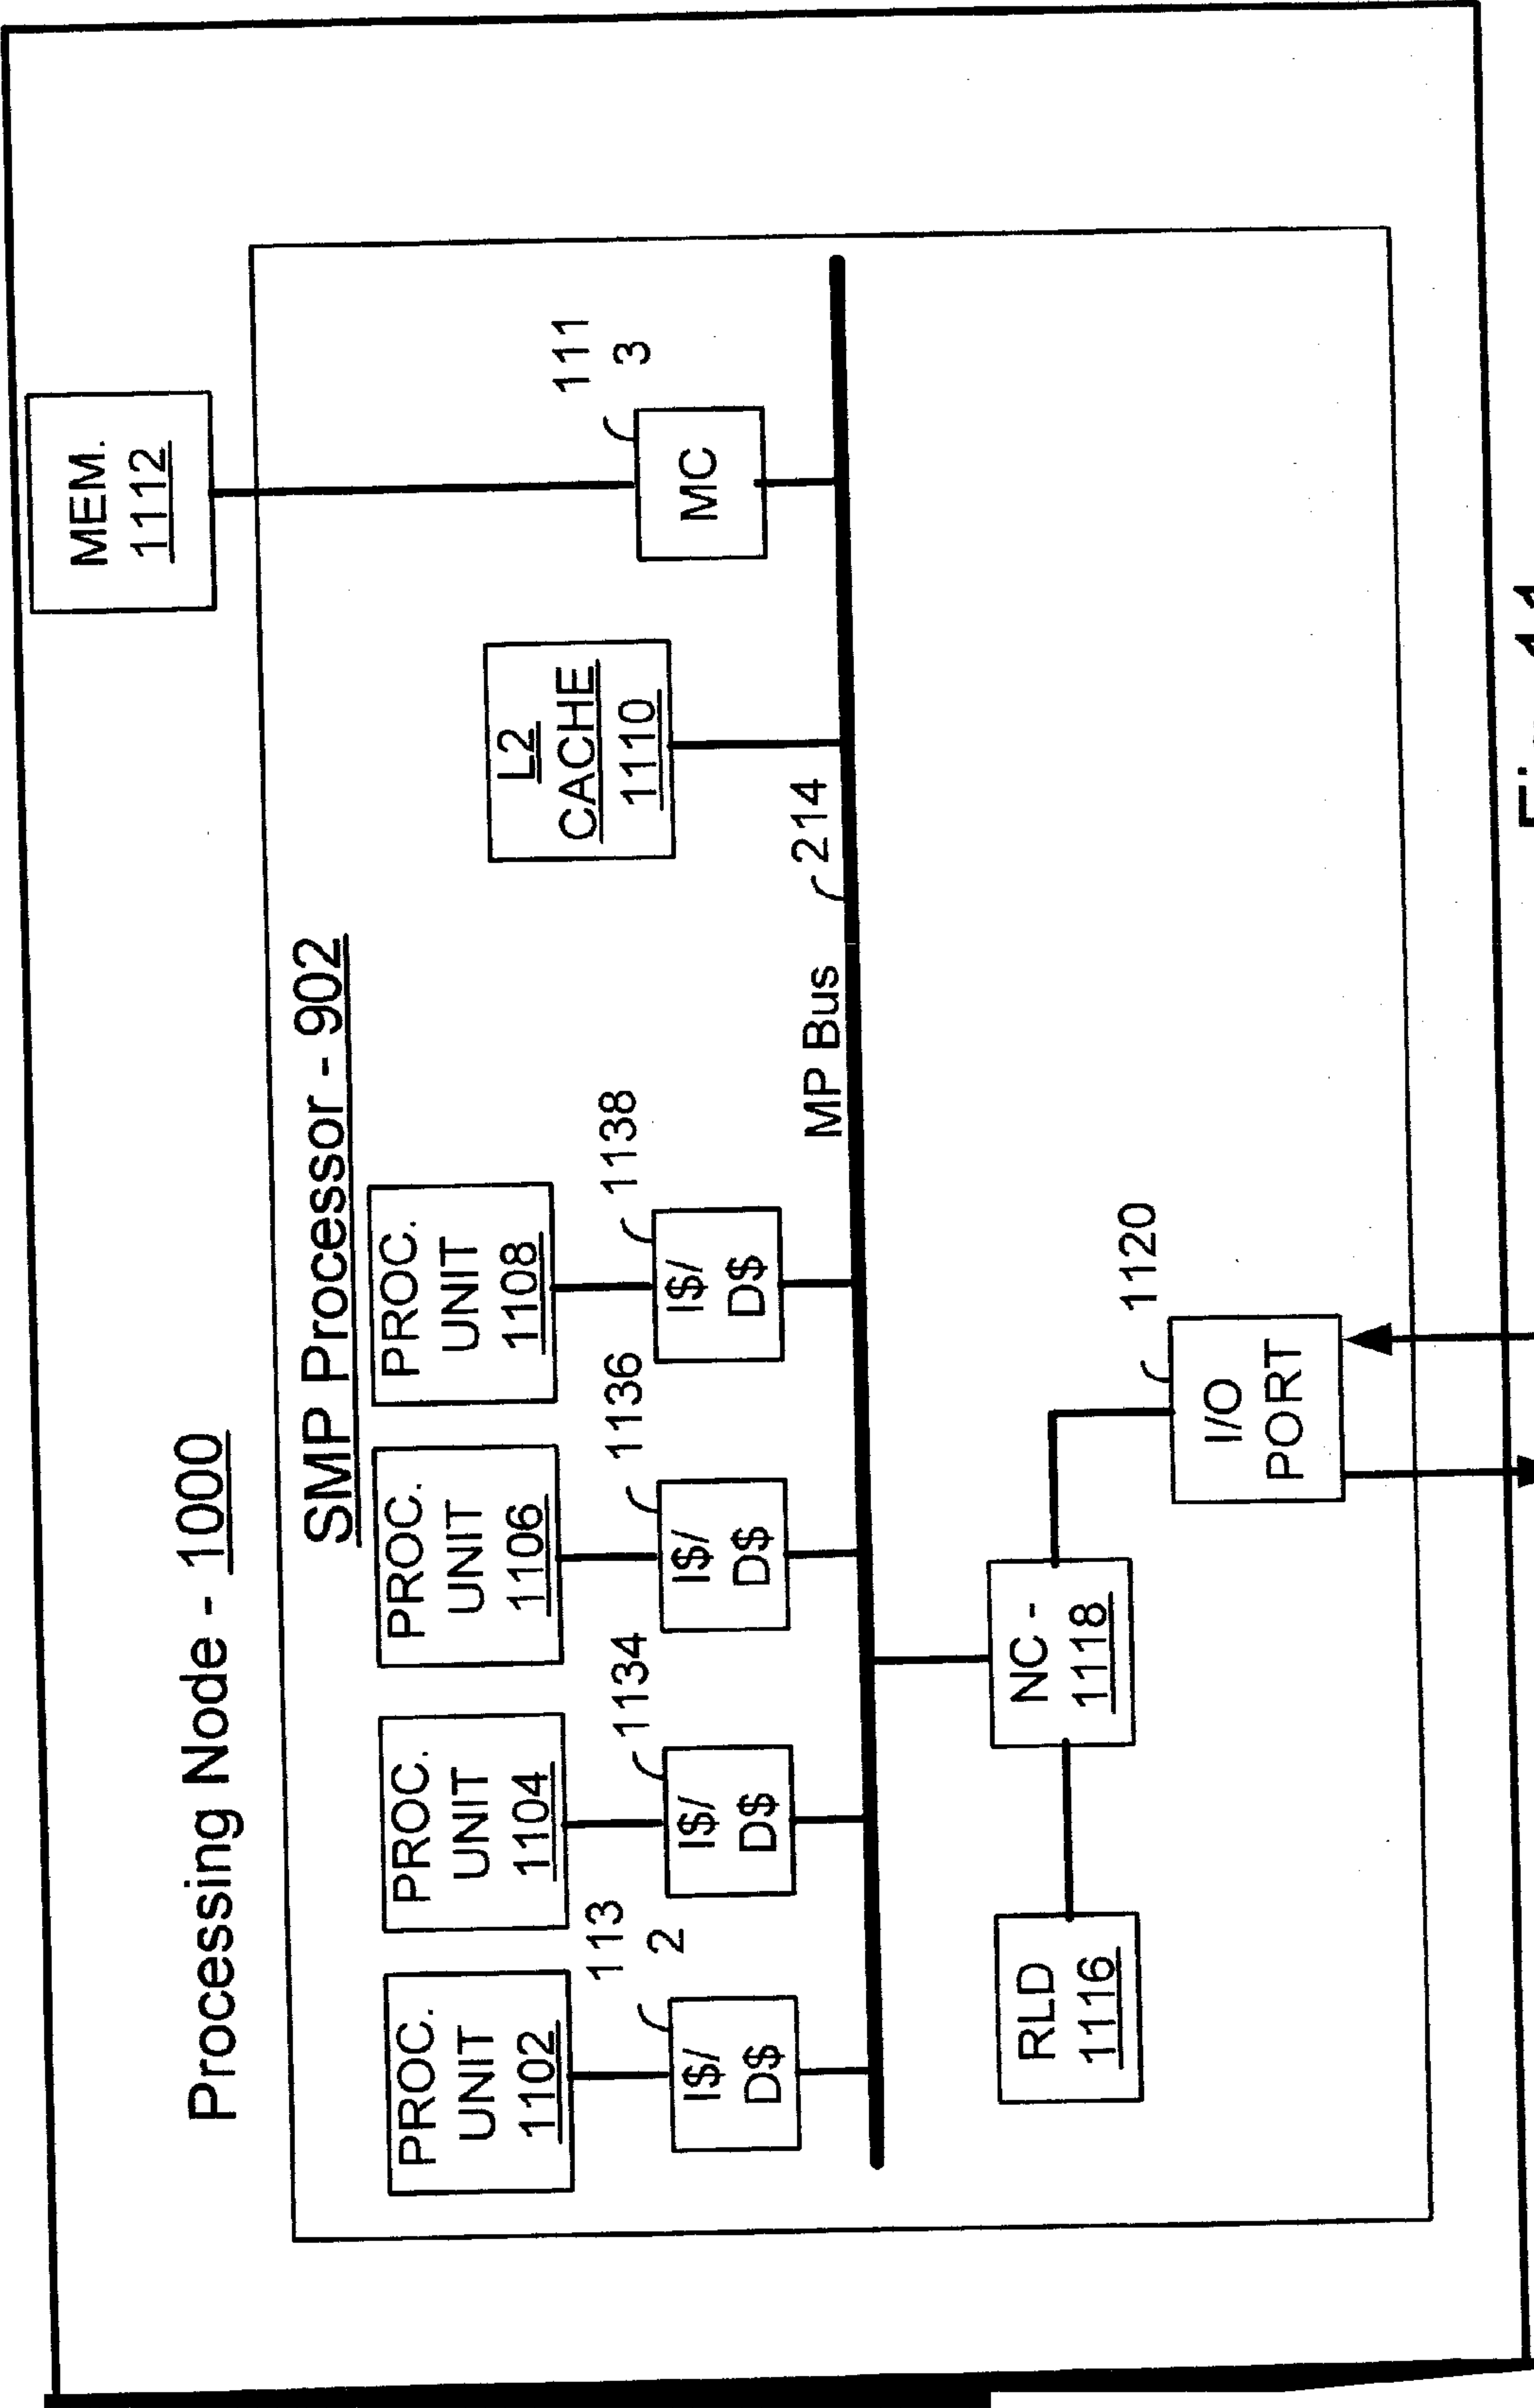 Processing Node - 1000
MEM.
1112
SMP Processor - 902
PROC.
UNIT
1102
PROC.
UNIT
1104
PROC.
UNIT
1106
PROC.
UNIT
1108
L2
CACHE
1110
111
3
MC
113
2
I$/
D$
1134
I$/
D$
1136
I$/
D$
1138
I$/
D$
MP Bus
214
RLD
1116
NC -
1118
1120
I/O
PORT